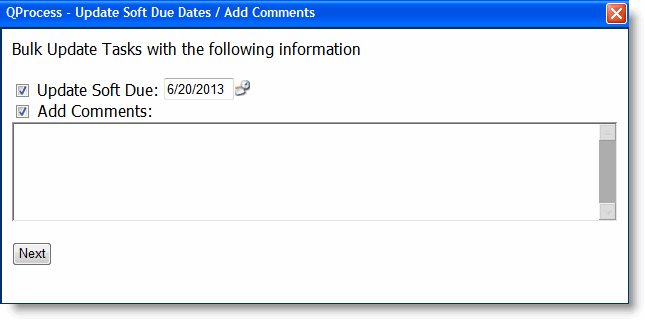 QProcess - Update Soft Due Dates / Add Comments
Bulk Update Tasks with the following information
Update Soft Due: 6/20/2013
Add Comments:
Next